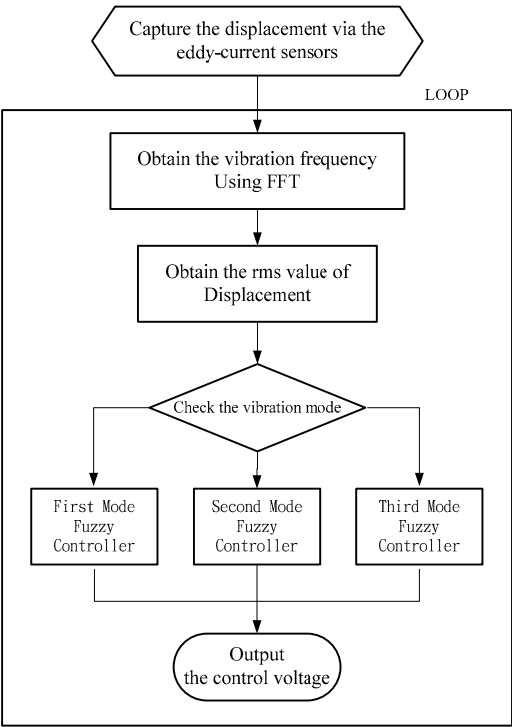 Capture the displacement via the
eddy-current sensors
LOOP
Obtain the vibration frequency
Using FFT
Obtain the rms value of
Displacement
Check the vibration mode
First Mode
Fuzzy
Controller
Second Mode
Fuzzy
Controller
Third Mode
Fuzzy
Controller
Output
the control voltage